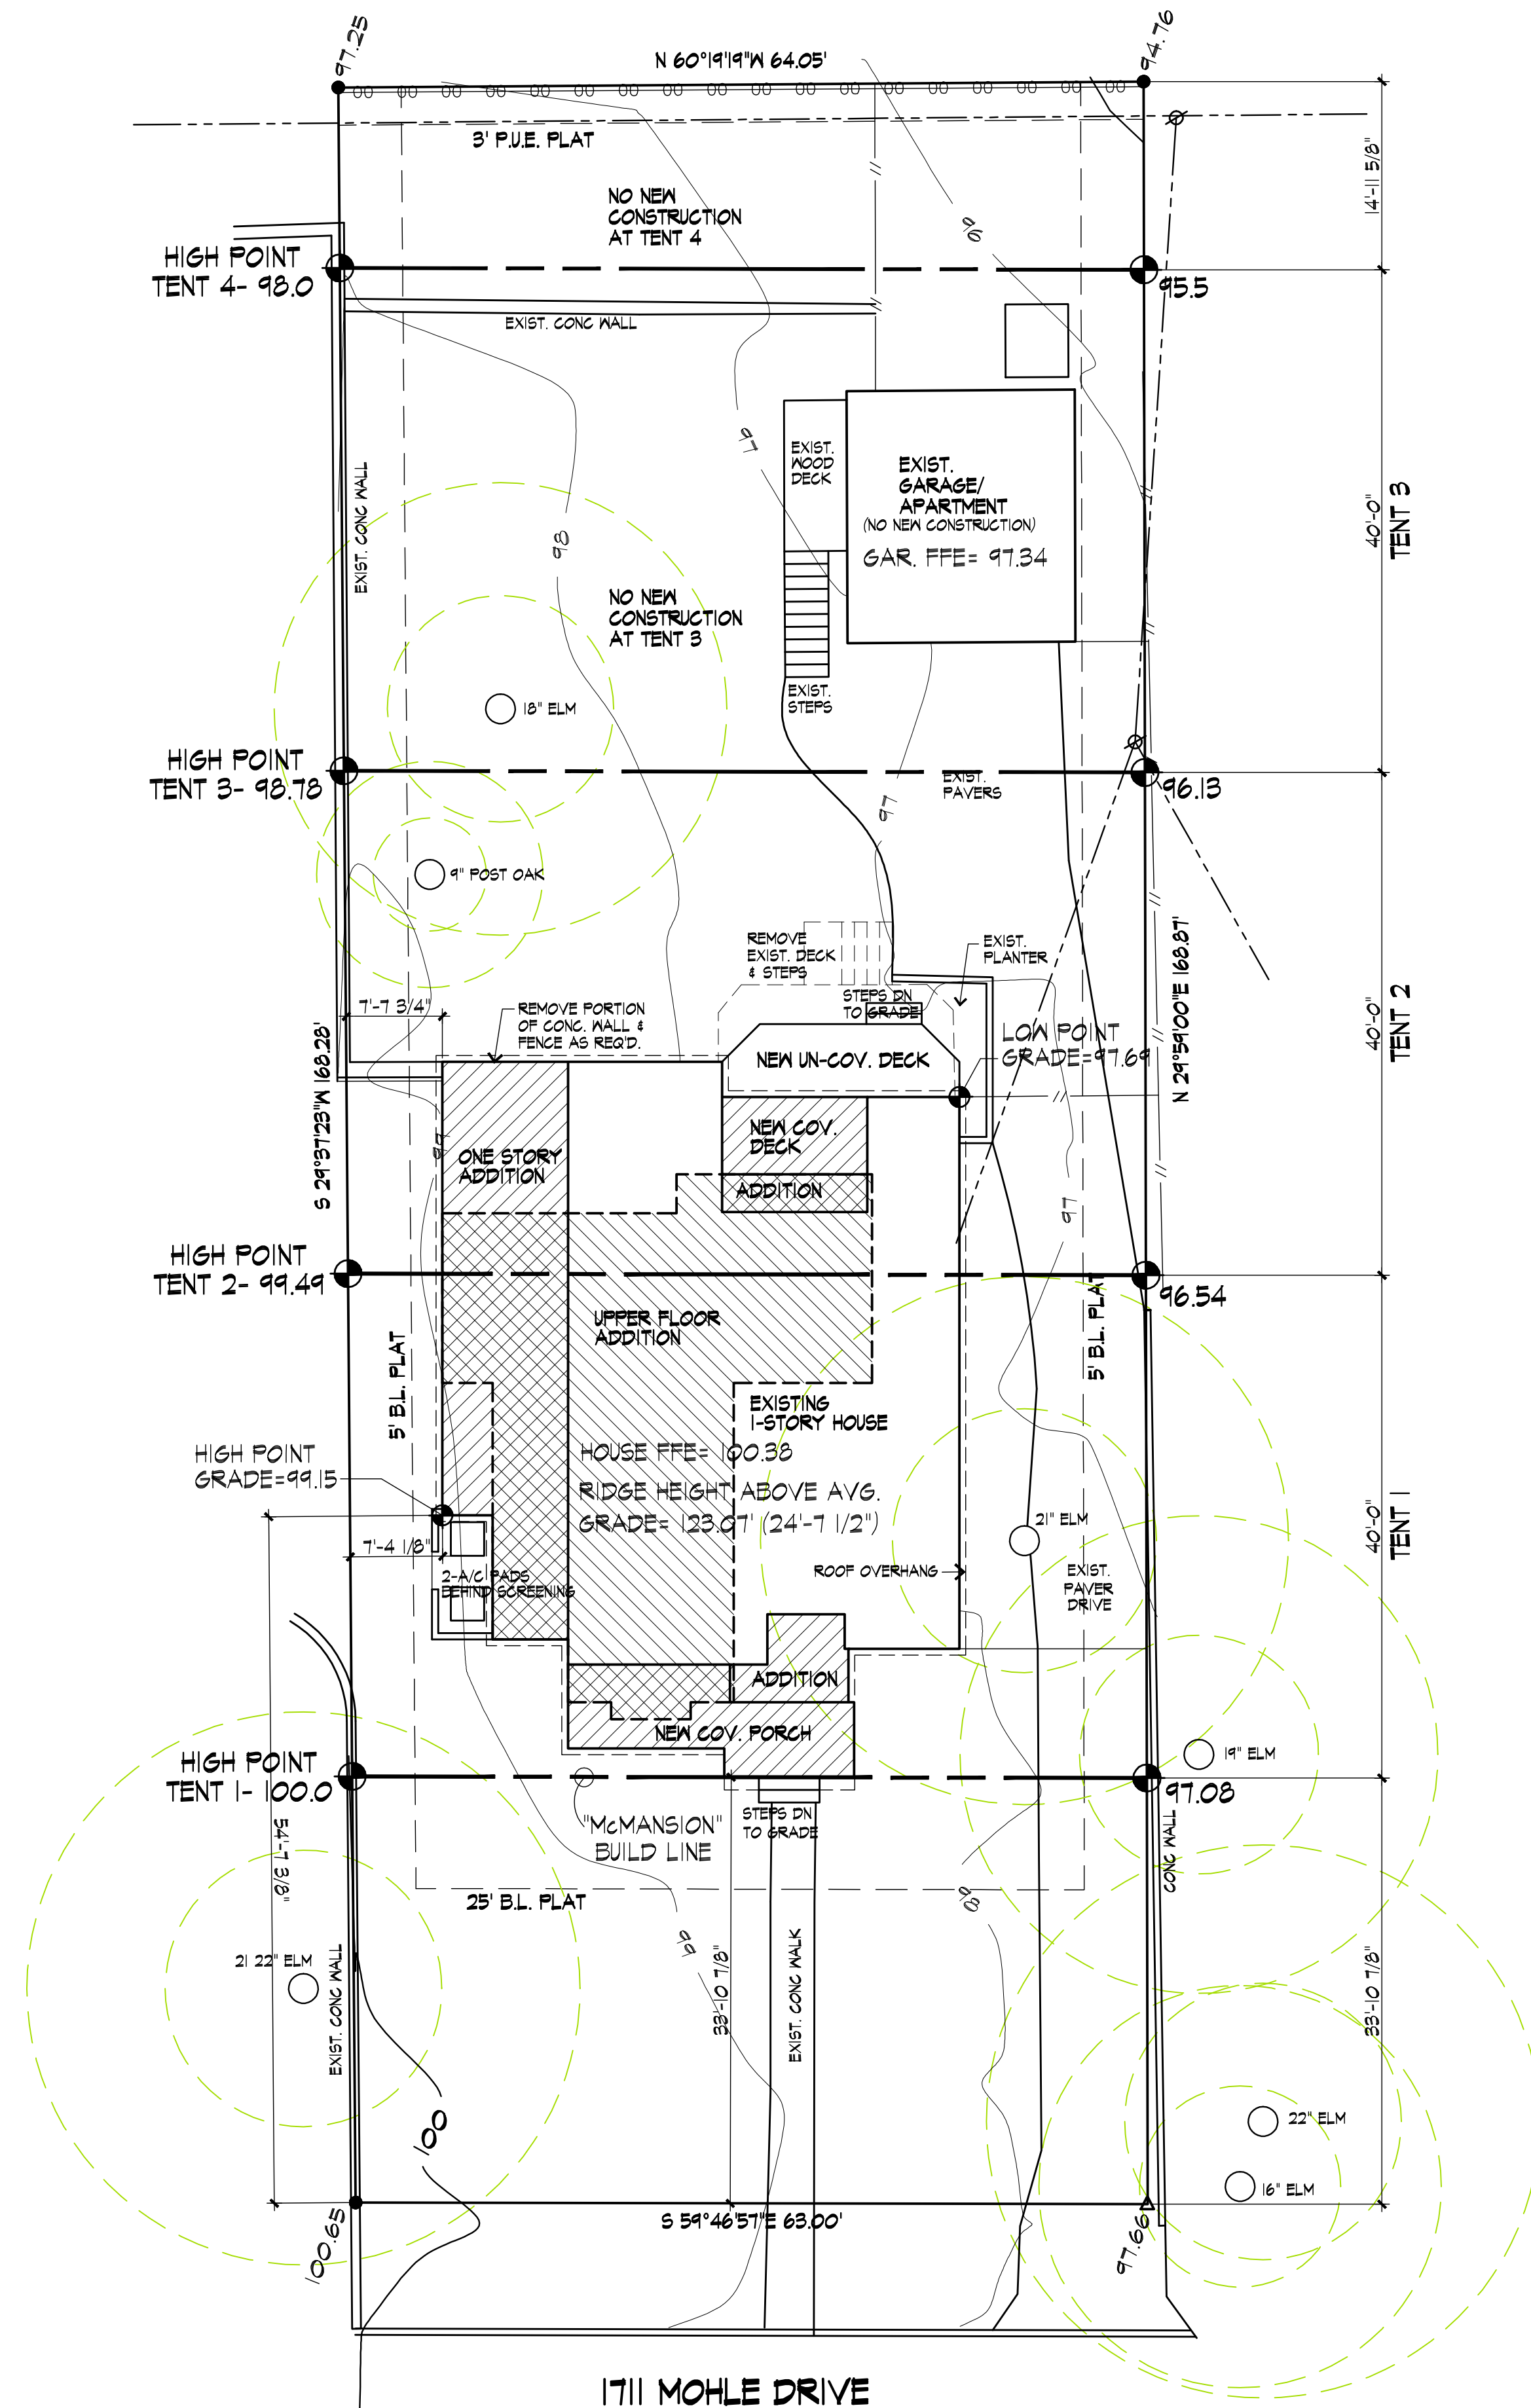 97.25
94.76
N 60°19'19"W 64.05'
3' P.U.E. PLAT
14'-11 5/8"
NO NEW
CONSTRUCTION
AT TENT 4
96
HIGH POINT
TENT 4- 98.0
95.5
EXIST. CONC WALL
97
EXIST.
WOOD
DECK
EXIST.
GARAGE/
APARTMENT
(NO NEW CONSTRUCTION)
GAR. FFE= 97.34
EXIST. CONC WALL
98
40'-0"
TENT 3
NO NEW
CONSTRUCTION
AT TENT 3
18" ELM
EXIST.
STEPS
HIGH POINT
TENT 3- 98.78
EXIST.
PAVERS
96.13
97
9" POST OAK
REMOVE
EXIST. DECK
& STEPS
EXIST.
PLANTER
N 29°59'00"E 168.87'
7'-7 3/4"
REMOVE PORTION
OF CONC. WALL &
FENCE AS REQ'D.
STEPS DN
TO GRADE
S 29°37'23"W 168.28'
40'-0"
TENT 2
NEW UN-COV. DECK
LOW POINT
GRADE=97.69
NEW COV.
DECK
99
ONE STORY
ADDITION
ADDITION
97
HIGH POINT
TENT 2- 99.49
96.54
UPPER FLOOR
ADDITION
5' B.L. PLAT
5' B.L. PLAT
EXISTING
1-STORY HOUSE
HIGH POINT
GRADE=99.15
HOUSE FFE= 100.38
RIDGE HEIGHT ABOVE AVG.
GRADE= 123.07' (24'-7 1/2")
21" ELM
40'-0"
TENT 1
7'-4 1/8"
2-A/C PADS
BEHIND SCREENING
ROOF OVERHANG
EXIST.
PAVER
DRIVE
ADDITION
NEW COV. PORCH
19" ELM
HIGH POINT
TENT 1- 100.0
97.08
"McMANSION"
BUILD LINE
STEPS DN
TO GRADE
54'-7 3/8"
CONC WALL
25' B.L. PLAT
98
99
21 22" ELM
EXIST. CONC WALL
33'-10 7/8"
EXIST. CONC WALK
33'-10 7/8"
100
22" ELM
16" ELM
100.65
S 59°46'57"E 63.00'
97.66
1711 MOHLE DRIVE